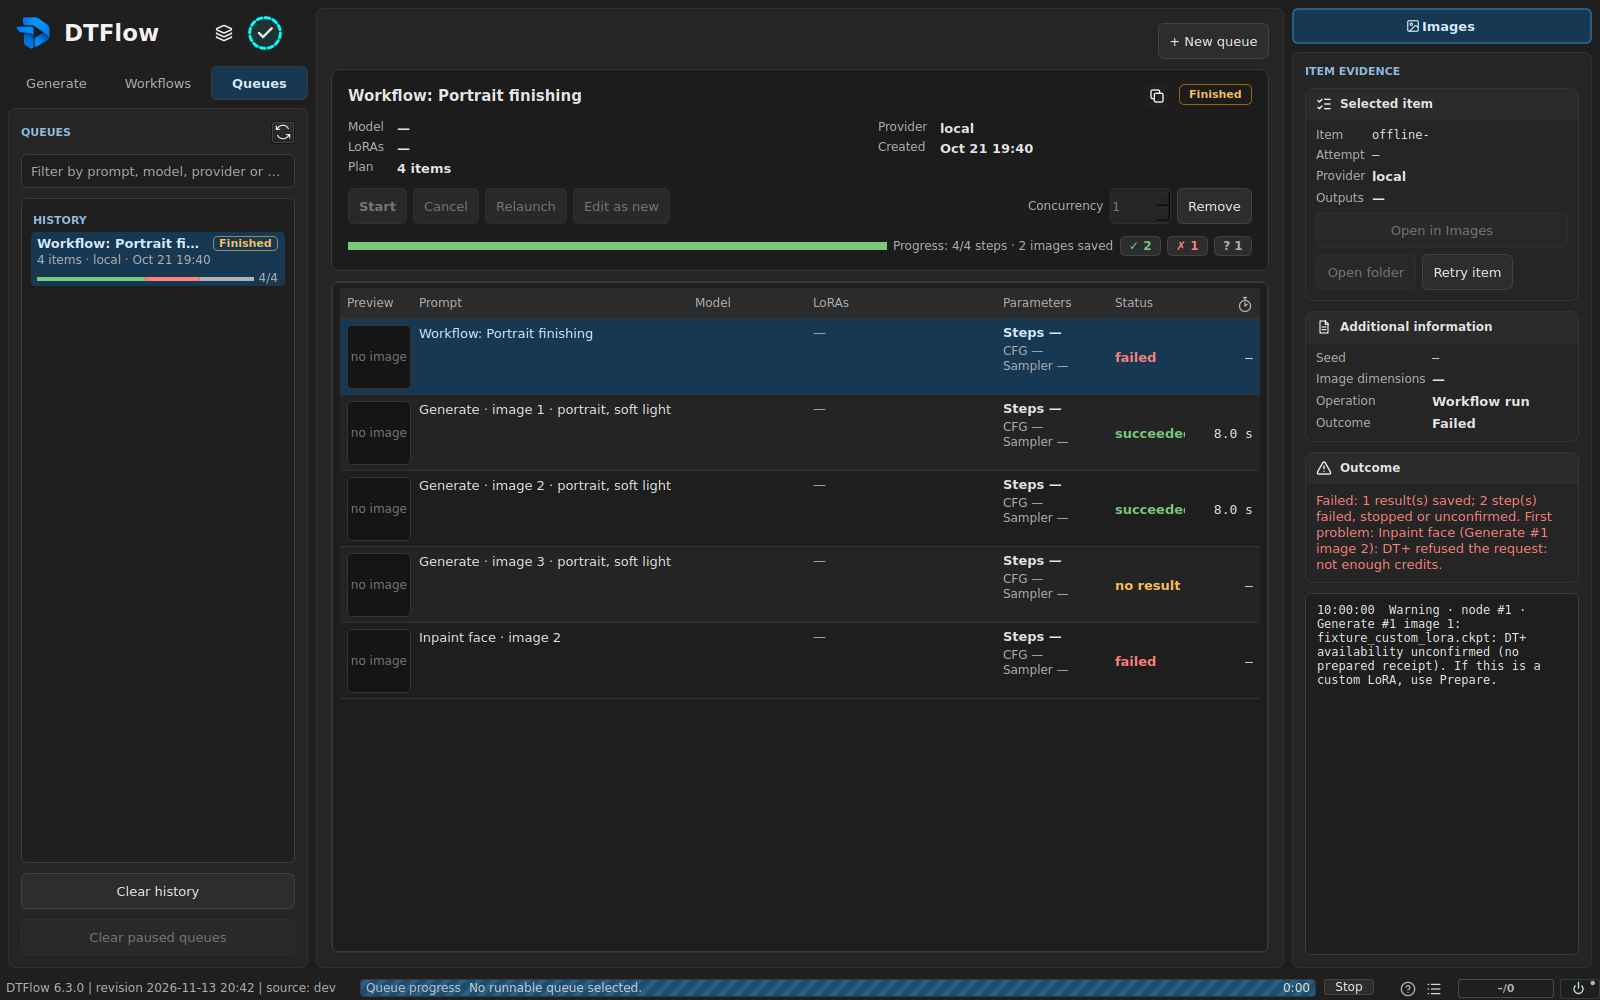 DTFlow
Generate
Workflows
Queues
QUEUES
Filter by prompt, model, provider or ...
HISTORY
Workflow: Portrait fi...
Finished
4 items · local · Oct 21 19:40
4/4
Clear history
Clear paused queues
+ New queue
Workflow: Portrait finishing
Finished
Model —
LoRAs —
Plan 4 items
Provider local
Created Oct 21 19:40
Start
Cancel
Relaunch
Edit as new
Concurrency 1
Remove
Progress: 4/4 steps · 2 images saved
✓ 2
✗ 1
? 1
Preview Prompt Model LoRAs Parameters Status
no image
Workflow: Portrait finishing
—
Steps —
CFG —
Sampler —
failed
—
no image
Generate · image 1 · portrait, soft light
—
Steps —
CFG —
Sampler —
succeede
8.0 s
no image
Generate · image 2 · portrait, soft light
—
Steps —
CFG —
Sampler —
succeede
8.0 s
no image
Generate · image 3 · portrait, soft light
—
Steps —
CFG —
Sampler —
no result
—
no image
Inpaint face · image 2
—
Steps —
CFG —
Sampler —
failed
—
Images
ITEM EVIDENCE
Selected item
Item offline-
Attempt —
Provider local
Outputs —
Open in Images
Open folder
Retry item
Additional information
Seed —
Image dimensions —
Operation Workflow run
Outcome Failed
Outcome
Failed: 1 result(s) saved; 2 step(s)
failed, stopped or unconfirmed. First
problem: Inpaint face (Generate #1
image 2): DT+ refused the request:
not enough credits.
10:00:00  Warning · node #1 ·
Generate #1 image 1:
fixture_custom_lora.ckpt: DT+
availability unconfirmed (no
prepared receipt). If this is a
custom LoRA, use Prepare.
DTFlow 6.3.0 | revision 2026-11-13 20:42 | source: dev
Queue progress No runnable queue selected.
0:00
Stop
-/0